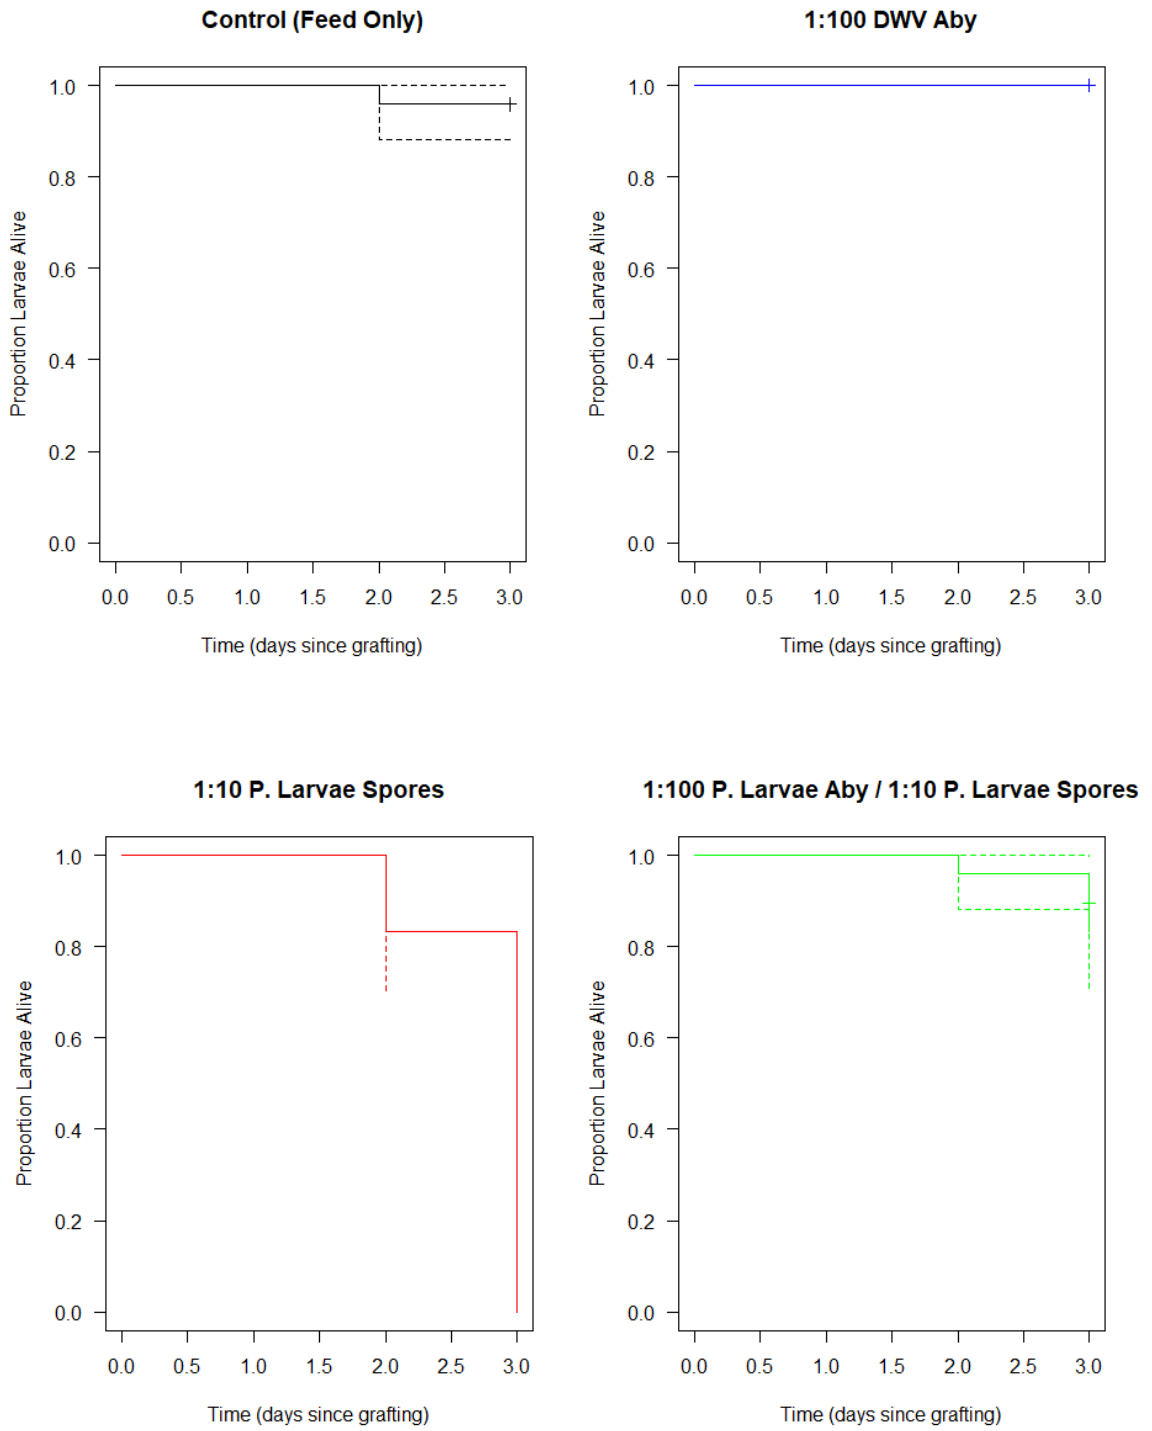 Control (Feed Only)
1.0
0.8
0.6
0.4
0.2
0.0
Proportion Larvae Alive
0.0 0.5 1.0 1.5 2.0 2.5 3.0
Time (days since grafting)
1:100 DWV Aby
1.0
0.8
0.6
0.4
0.2
0.0
Proportion Larvae Alive
0.0 0.5 1.0 1.5 2.0 2.5 3.0
Time (days since grafting)
1:10 P. Larvae Spores
1.0
0.8
0.6
0.4
0.2
0.0
Proportion Larvae Alive
0.0 0.5 1.0 1.5 2.0 2.5 3.0
Time (days since grafting)
1:100 P. Larvae Aby / 1:10 P. Larvae Spores
1.0
0.8
0.6
0.4
0.2
0.0
Proportion Larvae Alive
0.0 0.5 1.0 1.5 2.0 2.5 3.0
Time (days since grafting)